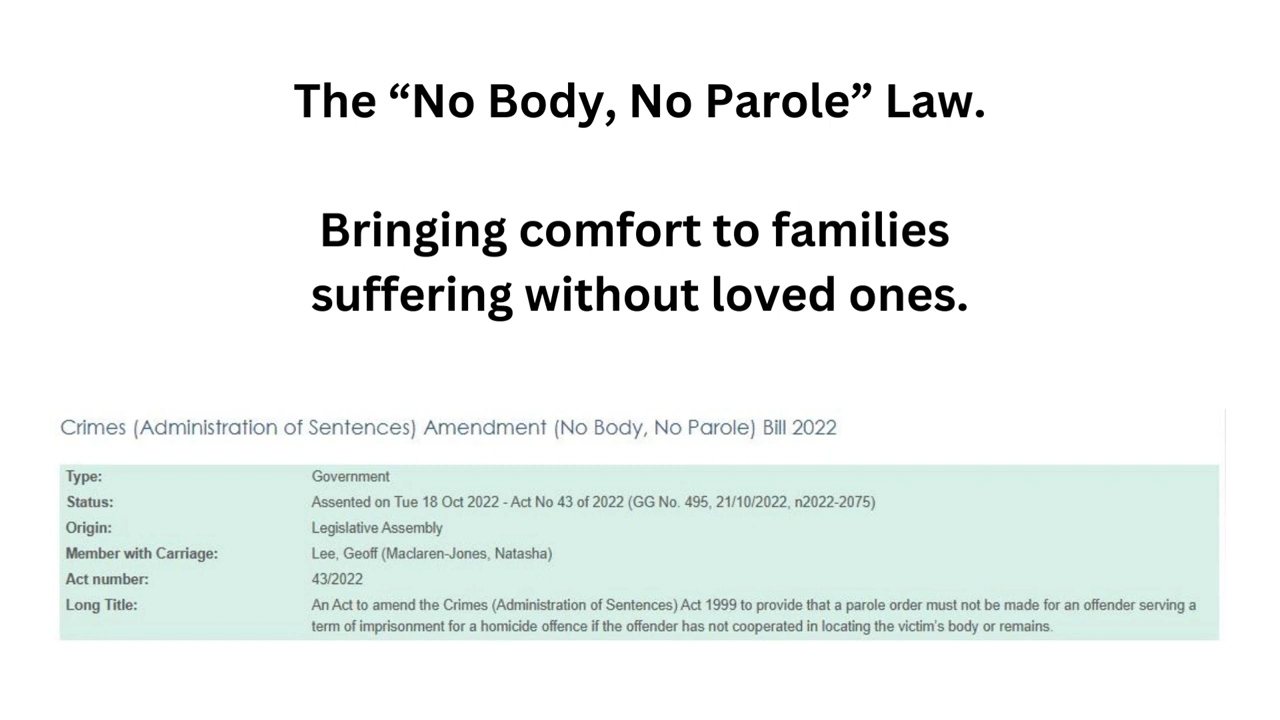 The “No Body, No Parole” Law.
Bringing comfort to families
suffering without loved ones.
Crimes (Administration of Sentences) Amendment (No Body, No Parole) Bill 2022
Type: Government
Status: Assented on Tue 18 Oct 2022 - Act No 43 of 2022 (GG No. 495, 21/10/2022, n2022-2075)
Origin: Legislative Assembly
Member with Carriage: Lee, Geoff (Maclaren-Jones, Natasha)
Act number: 43/2022
Long Title: An Act to amend the Crimes (Administration of Sentences) Act 1999 to provide that a parole order must not be made for an offender serving a
term of imprisonment for a homicide offence if the offender has not cooperated in locating the victim's body or remains.